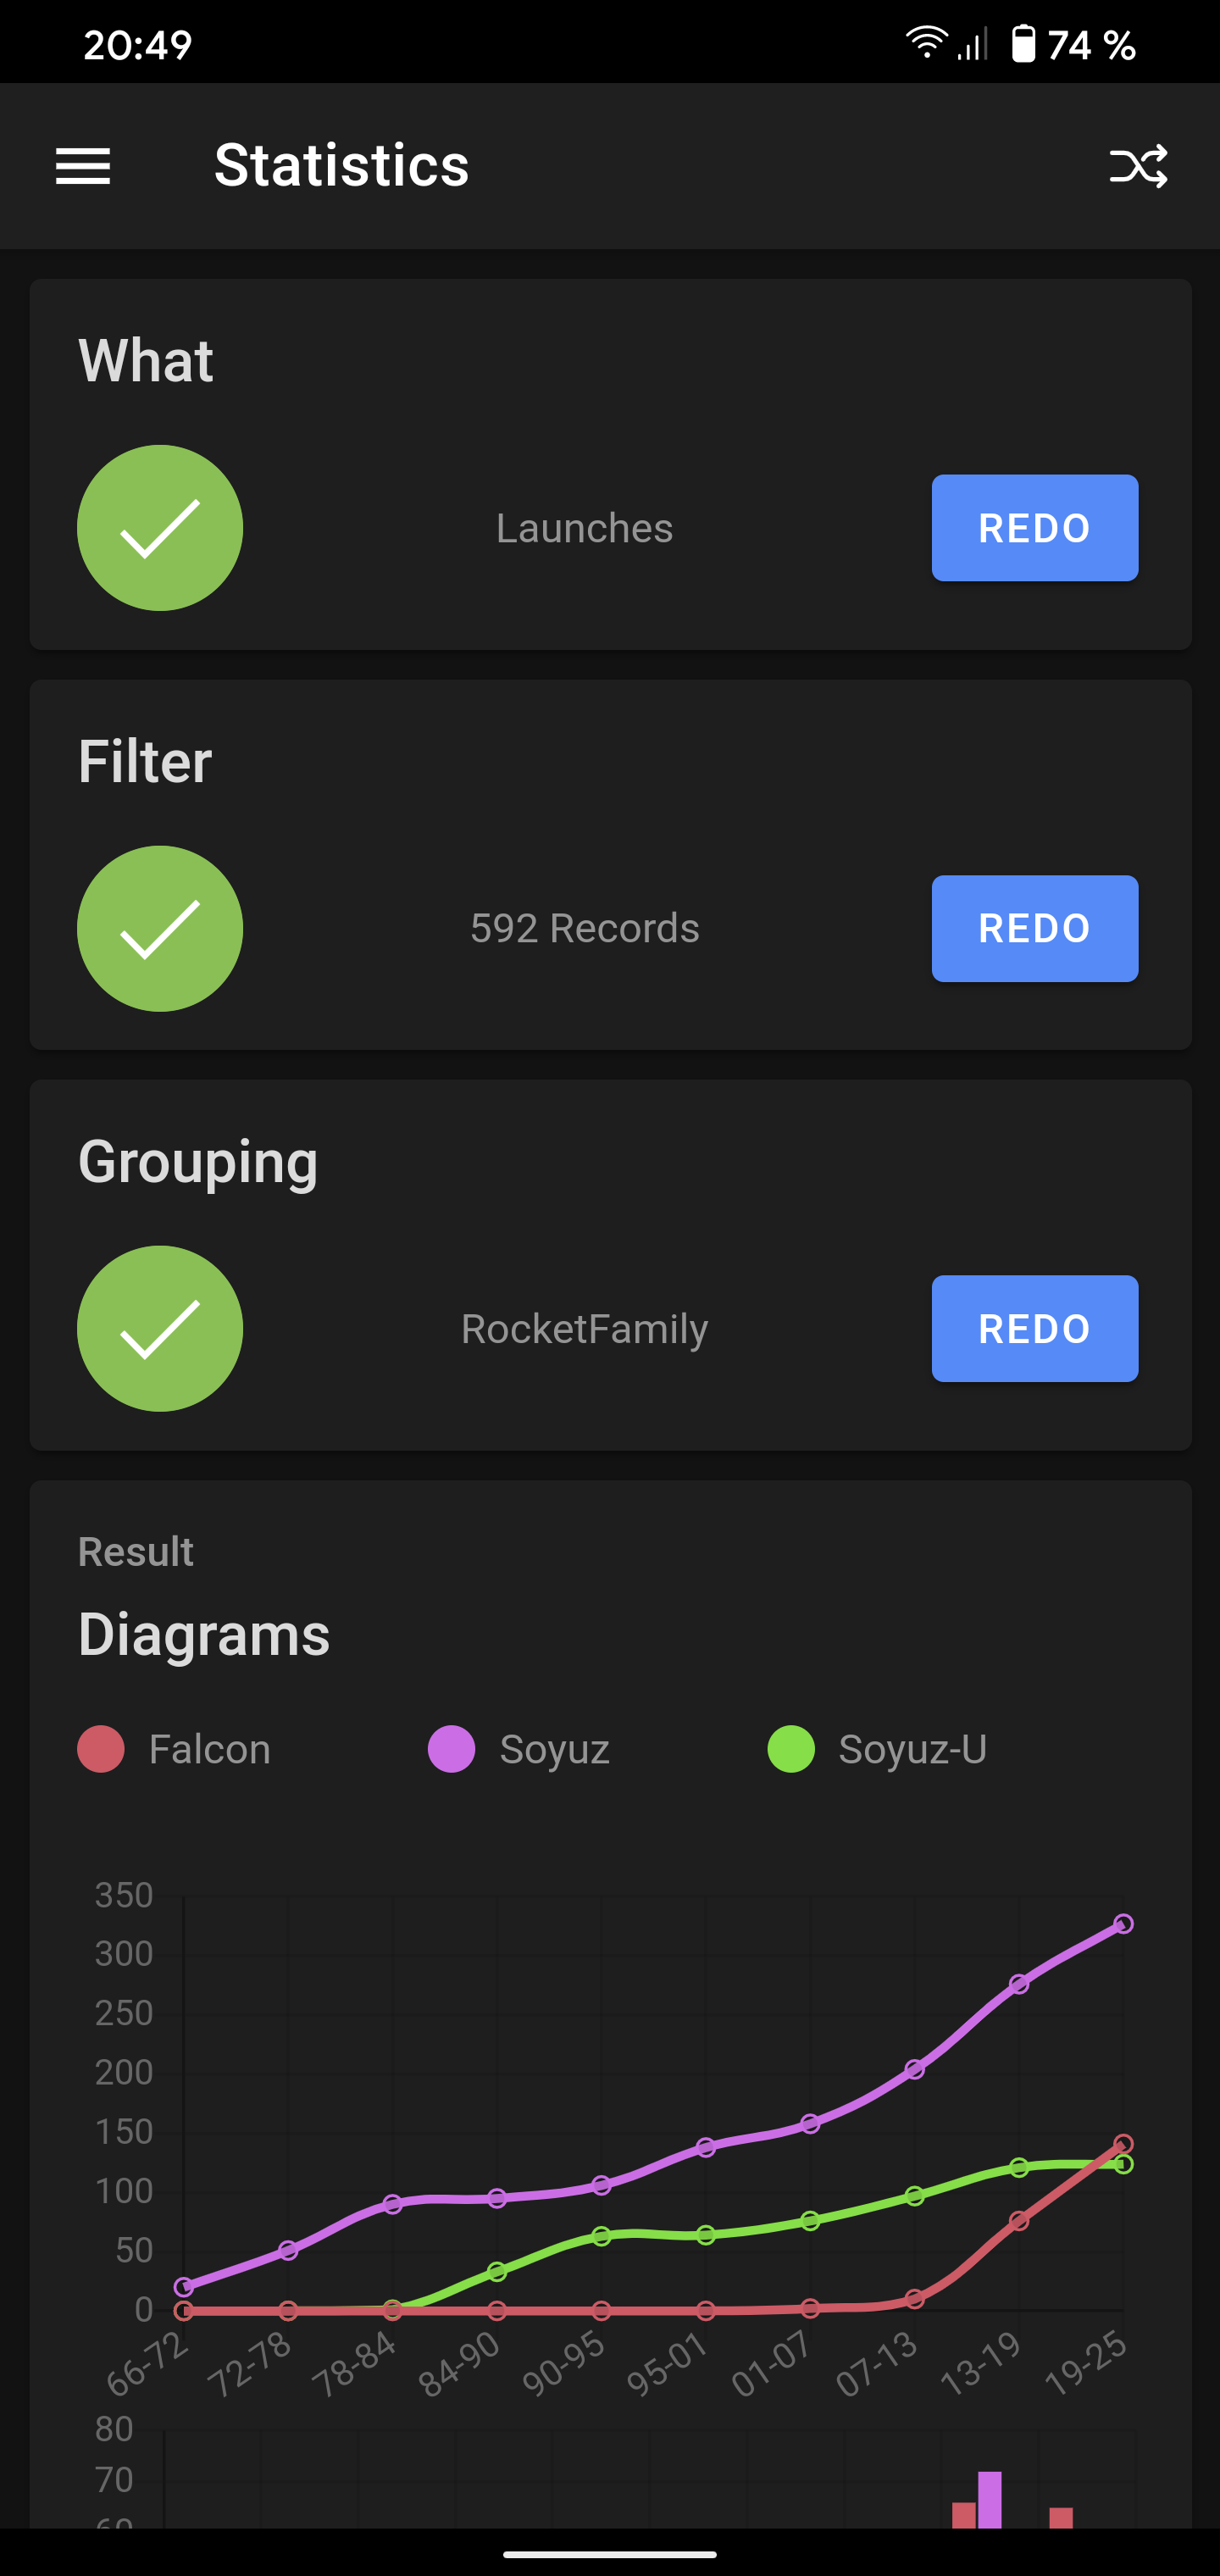 20:49 74 %
Statistics
What
Launches REDO
Filter
592 Records REDO
Grouping
RocketFamily REDO
Result
Diagrams
Falcon Soyuz Soyuz-U
350
300
250
200
150
100
50
0
66-72 72-78 78-84 84-90 90-95 95-01 01-07 07-13 13-19 19-25
80
70
60